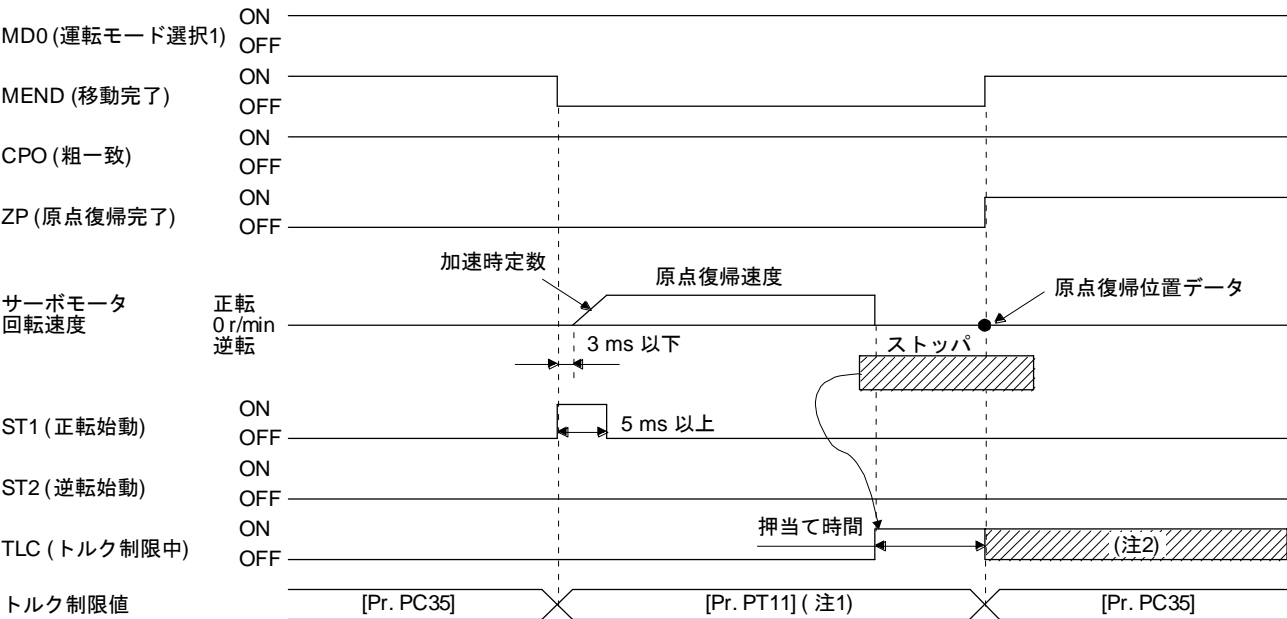 ON
MD0 (運転モード選択1)
OFF
ON
MEND (移動完了)
OFF
ON
CPO (粗一致)
OFF
ON
ZP (原点復帰完了)
OFF
加速時定数
原点復帰速度
原点復帰位置データ
サーボモータ
回転速度
正転
0 r/min
逆転
3 ms 以下
ストッパ
ON
ST1 (正転始動)
OFF
5 ms 以上
ON
ST2 (逆転始動)
OFF
ON
TLC (トルク制限中)
OFF
押当て時間
(注2)
トルク制限値
[Pr. PC35]
[Pr. PT11] ( 注1)
[Pr. PC35]